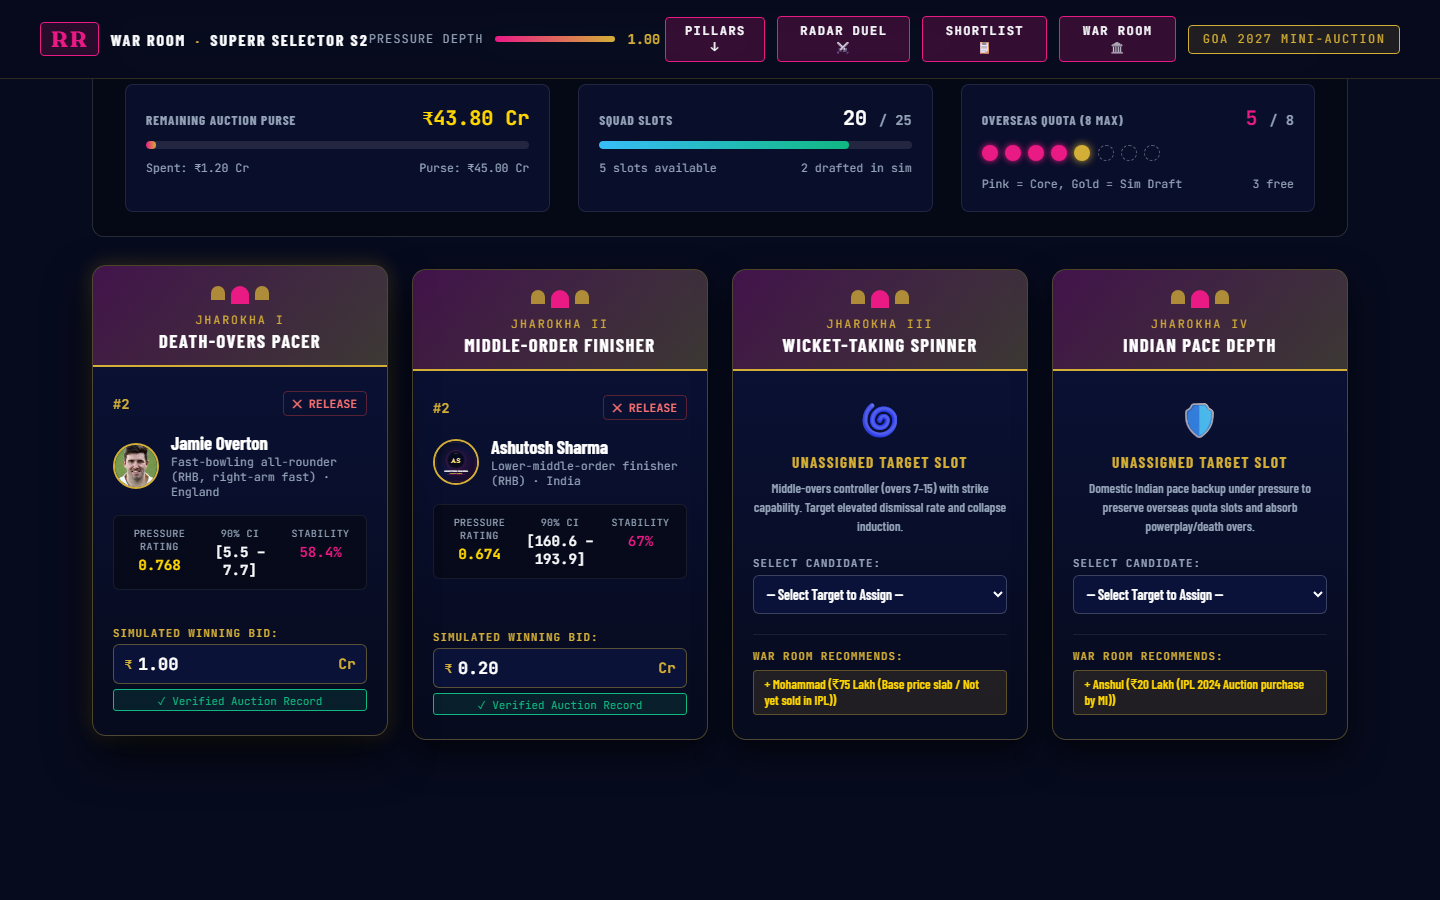 RR
WAR ROOM · SUPERR SELECTOR S2
PRESSURE DEPTH 1.00
PILLARS ↓
RADAR DUEL ⚔
SHORTLIST 📋
WAR ROOM 🏛
GOA 2027 MINI-AUCTION
REMAINING AUCTION PURSE ₹43.80 Cr
Spent: ₹1.20 Cr Purse: ₹45.00 Cr
SQUAD SLOTS 20 / 25
5 slots available 2 drafted in sim
OVERSEAS QUOTA (8 MAX) 5 / 8
Pink = Core, Gold = Sim Draft 3 free
JHAROKHA I
DEATH-OVERS PACER
#2 ✕ RELEASE
Jamie Overton
Fast-bowling all-rounder
(RHB, right-arm fast) ·
England
PRESSURE RATING
0.768
90% CI
[5.5 –
7.7]
STABILITY
58.4%
SIMULATED WINNING BID:
₹ 1.00 Cr
✓ Verified Auction Record
JHAROKHA II
MIDDLE-ORDER FINISHER
#2 ✕ RELEASE
AS
Ashutosh Sharma
Lower-middle-order finisher
(RHB) · India
PRESSURE RATING
0.674
90% CI
[160.6 –
193.9]
STABILITY
67%
SIMULATED WINNING BID:
₹ 0.20 Cr
✓ Verified Auction Record
JHAROKHA III
WICKET-TAKING SPINNER
UNASSIGNED TARGET SLOT
Middle-overs controller (overs 7–15) with strike
capability. Target elevated dismissal rate and collapse
induction.
SELECT CANDIDATE:
— Select Target to Assign —
WAR ROOM RECOMMENDS:
+ Mohammad (₹75 Lakh (Base price slab / Not
yet sold in IPL))
JHAROKHA IV
INDIAN PACE DEPTH
UNASSIGNED TARGET SLOT
Domestic Indian pace backup under pressure to
preserve overseas quota slots and absorb
powerplay/death overs.
SELECT CANDIDATE:
— Select Target to Assign —
WAR ROOM RECOMMENDS:
+ Anshul (₹20 Lakh (IPL 2024 Auction purchase
by MI))